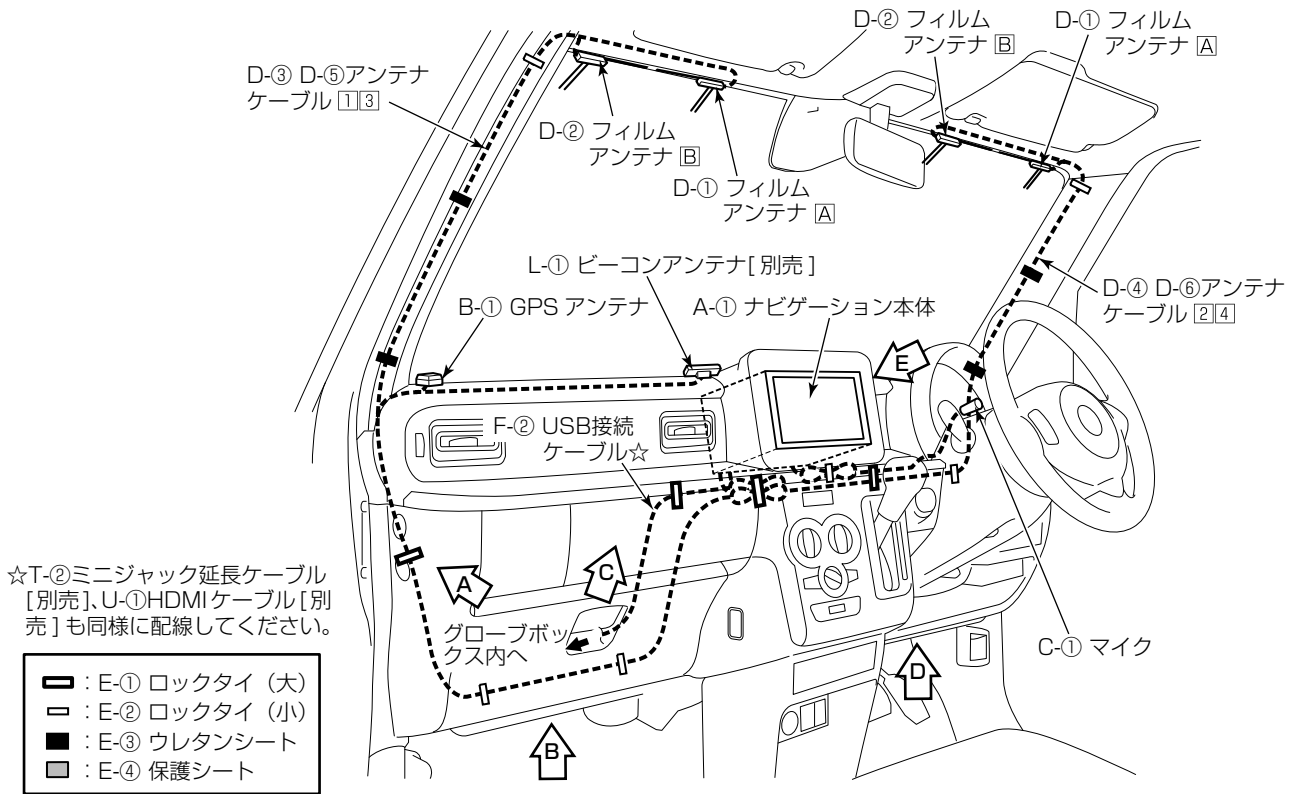 D-② フィルム
アンテナ 🄱
D-① フィルム
アンテナ 🄰
D-③ D-⑤アンテナ
ケーブル 1 3
D-② フィルム
アンテナ 🄱
D-① フィルム
アンテナ 🄰
L-① ビーコンアンテナ[別売]
B-① GPS アンテナ
A-① ナビゲーション本体
D-④ D-⑥アンテナ
ケーブル 2 4
E
F-② USB接続
ケーブル☆
☆T-②ミニジャック延長ケーブル
[別売]、U-①HDMIケーブル[別
売]も同様に配線してください。
A
C
グローブボッ
クス内へ
C-① マイク
D
B
：E-① ロックタイ（大）
：E-② ロックタイ（小）
：E-③ ウレタンシート
：E-④ 保護シート